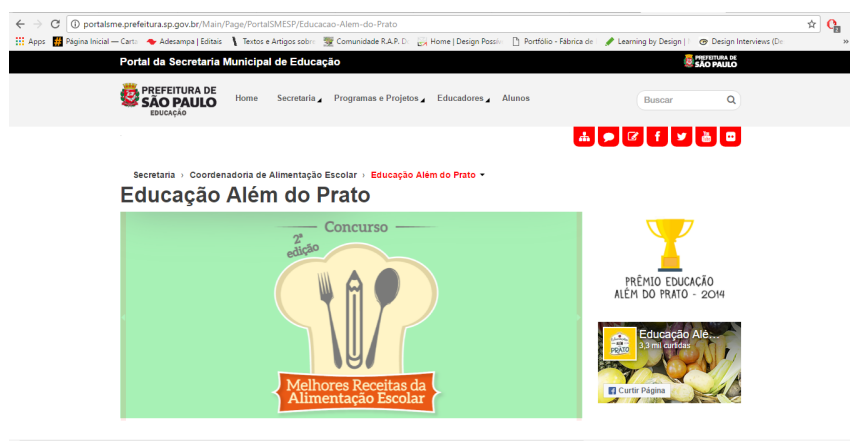 portalsme.prefeitura.sp.gov.br/Main/Page/PortalSMESP/Educacao-Alem-do-Prato
Apps Página Inicial — Carta Adesampa | Editais Textos e Artigos sobre Comunidade R.A.P. D Home | Design Possív Portfólio - Fábrica de Learning by Design | Design Interviews (De »
Portal da Secretaria Municipal de Educação PREFEITURA DE SÃO PAULO
PREFEITURA DE
SÃO PAULO
EDUCAÇÃO
Home Secretaria Programas e Projetos Educadores Alunos Buscar
Secretaria › Coordenadoria de Alimentação Escolar › Educação Além do Prato
Educação Além do Prato
Concurso
2ª
edição
Melhores Receitas da
Alimentação Escolar
PRÊMIO EDUCAÇÃO
ALÉM DO PRATO - 2014
Educação Alé...
3,3 mil curtidas
PRATO
Curtir Página